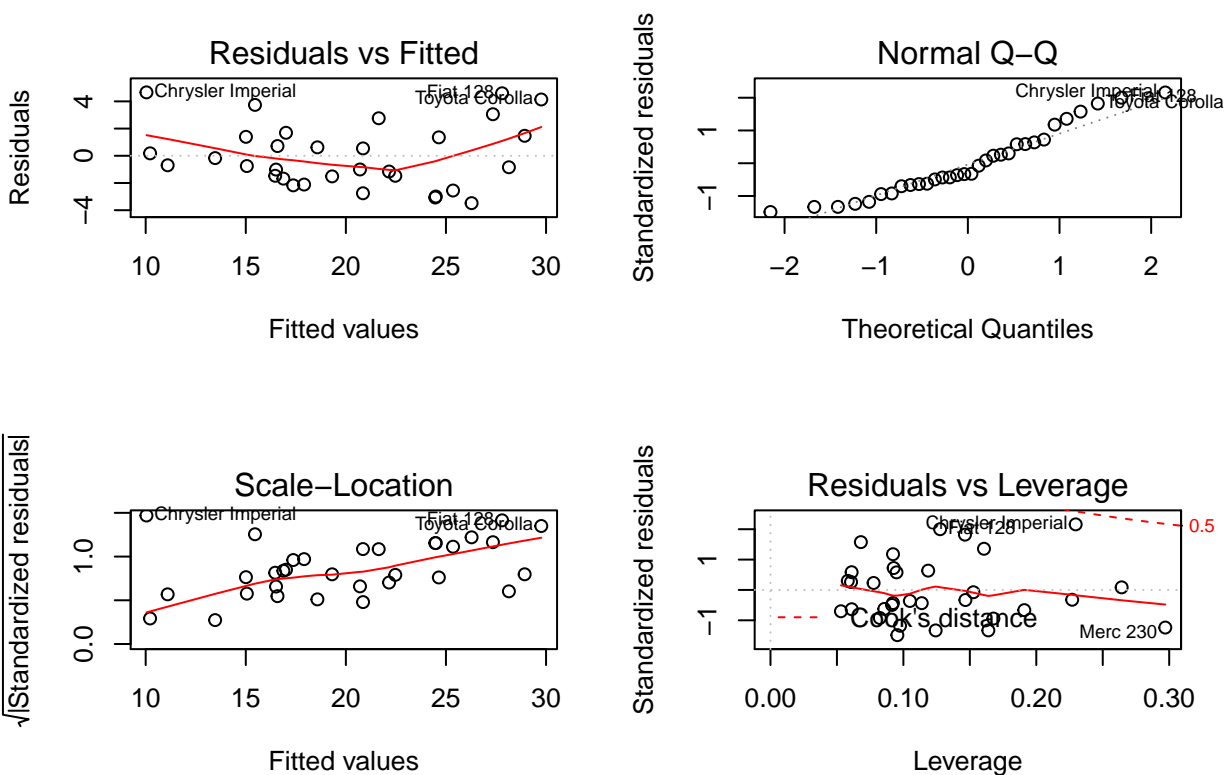 Residuals vs Fitted
Residuals
4
0
−4
Chrysler Imperial
Fiat 128
Toyota Corolla
10 15 20 25 30
Fitted values
Normal Q−Q
Standardized residuals
1
−1
Chrysler Imperial
Fiat 128
Toyota Corolla
−2 −1 0 1 2
Theoretical Quantiles
Scale−Location
√|Standardized residuals|
1.0
0.0
Chrysler Imperial
Fiat 128
Toyota Corolla
10 15 20 25 30
Fitted values
Residuals vs Leverage
Standardized residuals
1
−1
Chrysler Imperial
Fiat 128
0.5
Cook's distance
Merc 230
0.00 0.10 0.20 0.30
Leverage